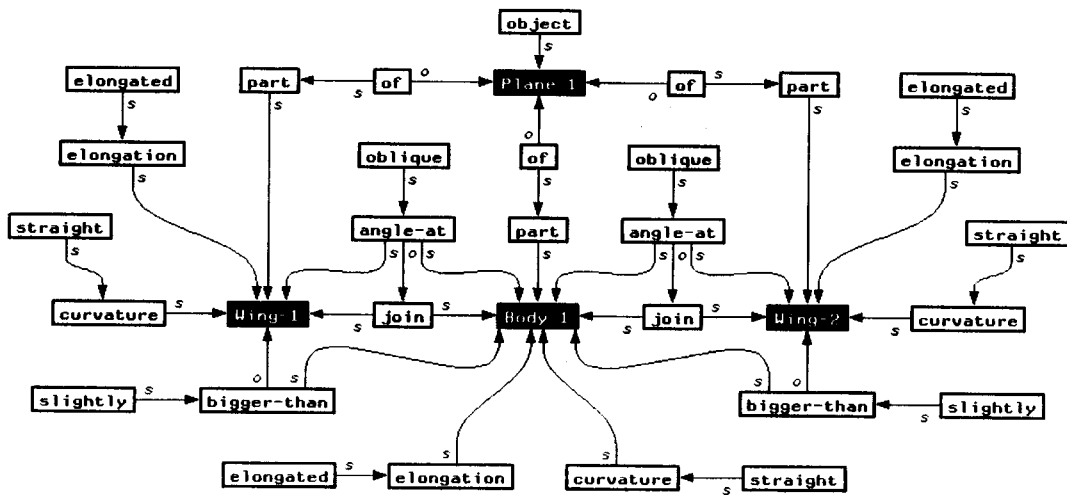 object
s
elongated
part
of
o
Plane 1
of
s
part
elongated
s
s
s
o
s
s
s
o
elongation
oblique
of
oblique
elongation
s
s
s
s
s
straight
angle-at
part
angle-at
straight
s
s
o
s
s
s
o
s
s
curvature
s
Wing-1
s
join
s
Body 1
s
join
s
Wing-2
s
curvature
slightly
s
bigger-than
o
s
s
o
bigger-than
s
slightly
elongated
s
elongation
s
s
curvature
s
straight